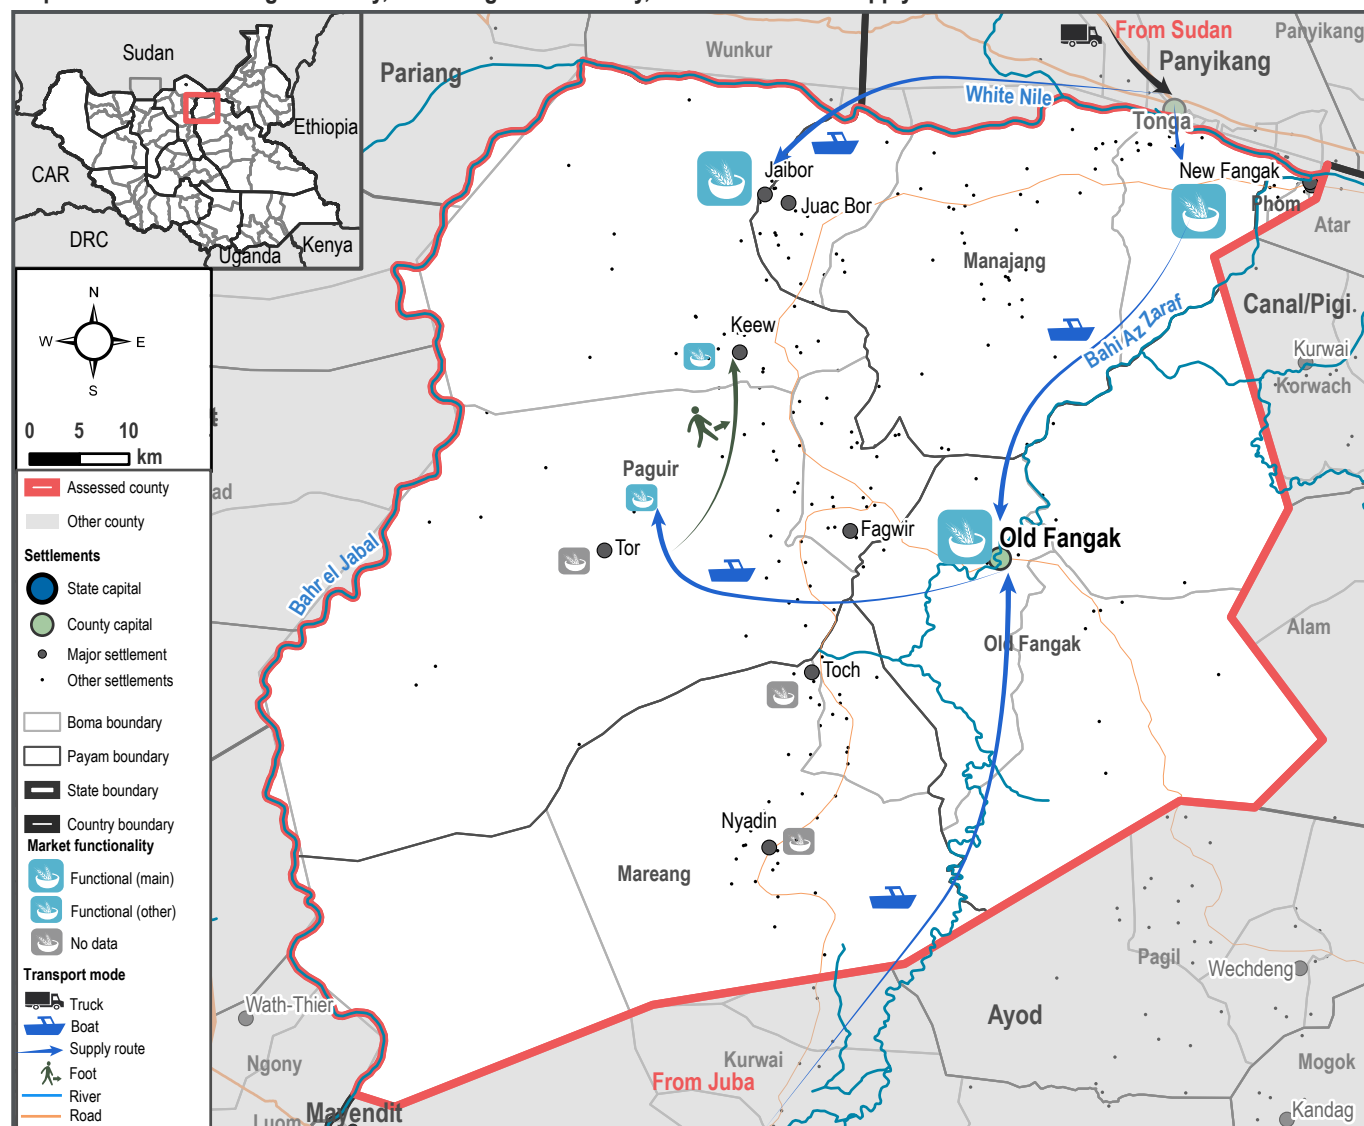 Sudan
Ethiopia
CAR
DRC
Uganda
Kenya
N
W
E
S
0 5 10
km
Assessed county
Other county
Settlements
State capital
County capital
Major settlement
Other settlements
Boma boundary
Payam boundary
State boundary
Country boundary
Market functionality
Functional (main)
Functional (other)
No data
Transport mode
Truck
Boat
Supply route
Foot
River
Road
From Sudan
Panyikang
Panyikang
Wunkur
Pariang
White Nile
Tonga
Jaibor
Juac Bor
New Fangak
Phom
Atar
Manajang
Canal/Pigi
Keew
Bahi Az Zaraf
Kurwai
Korwach
Paguir
ad
Fagwir
Old Fangak
Tor
Bahr el Jabal
Old Fangak
Alam
Toch
Nyadin
Mareang
Pagil
Wechdeng
Wath-Thier
Ayod
Ngony
Kurwai
From Juba
Mogok
Mayendit
Luom
Kandag